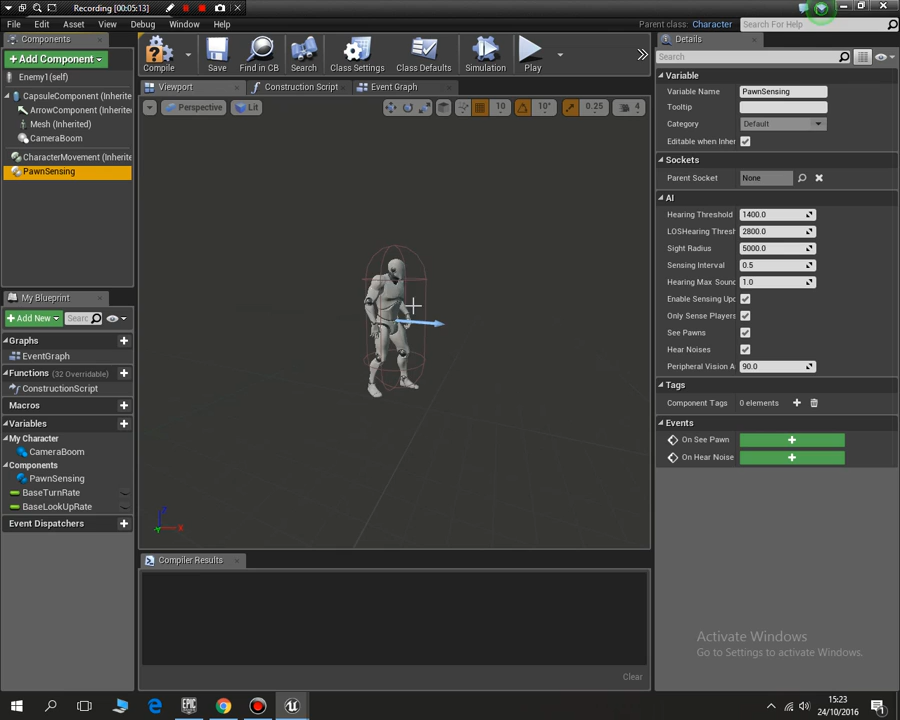 Recording [00:05:13]
File Edit Asset View Debug Window Help
Parent class: Character
Search For Help
Components
Add Component
Enemy1(self)
CapsuleComponent (Inherite
ArrowComponent (Inherite
Mesh (Inherited)
CameraBoom
CharacterMovement (Inherite
PawnSensing
My Blueprint
Add New
Searc
Graphs
EventGraph
Functions (32 Overridable)
ConstructionScript
Macros
Variables
My Character
CameraBoom
Components
PawnSensing
BaseTurnRate
BaseLookUpRate
Event Dispatchers
Compile
Save
Find in CB
Search
Class Settings
Class Defaults
Simulation
Play
Viewport
Construction Script
Event Graph
Perspective
Lit
10
10°
0.25
4
X
Z
Compiler Results
Clear
Details
Search
Variable
Variable Name PawnSensing
Tooltip
Category Default
Editable when Inher
Sockets
Parent Socket None
AI
Hearing Threshold 1400.0
LOSHearing Thresh 2800.0
Sight Radius 5000.0
Sensing Interval 0.5
Hearing Max Soun 1.0
Enable Sensing Upd
Only Sense Players
See Pawns
Hear Noises
Peripheral Vision A 90.0
Tags
Component Tags 0 elements
Events
On See Pawn
On Hear Noise
Activate Windows
Go to Settings to activate Windows.
EPIC
15:23
24/10/2016